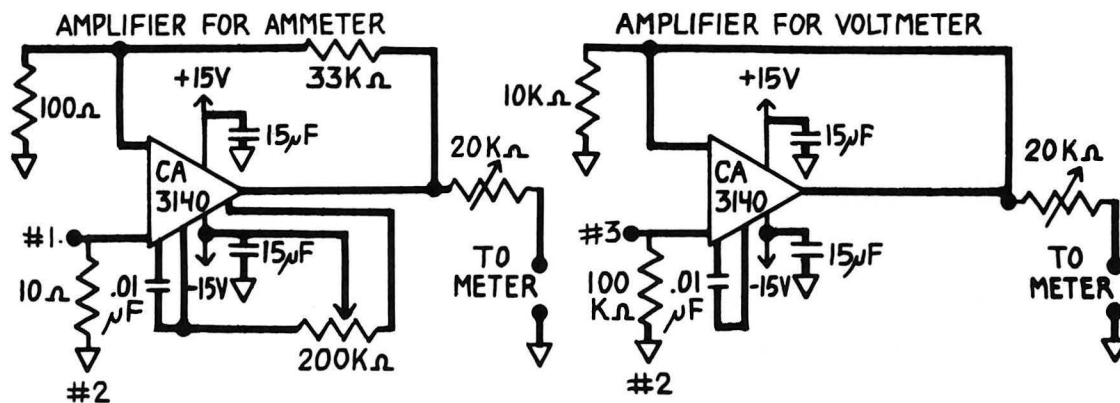 AMPLIFIER FOR AMMETER
33KΩ
+15V
100Ω
15μF
CA
3140
20KΩ
#1.
15μF
10Ω
.01
μF
-15V
TO
METER
200KΩ
#2
AMPLIFIER FOR VOLTMETER
+15V
10KΩ
15μF
CA
3140
20KΩ
#3
15μF
100
KΩ
.01
μF
-15V
TO
METER
#2